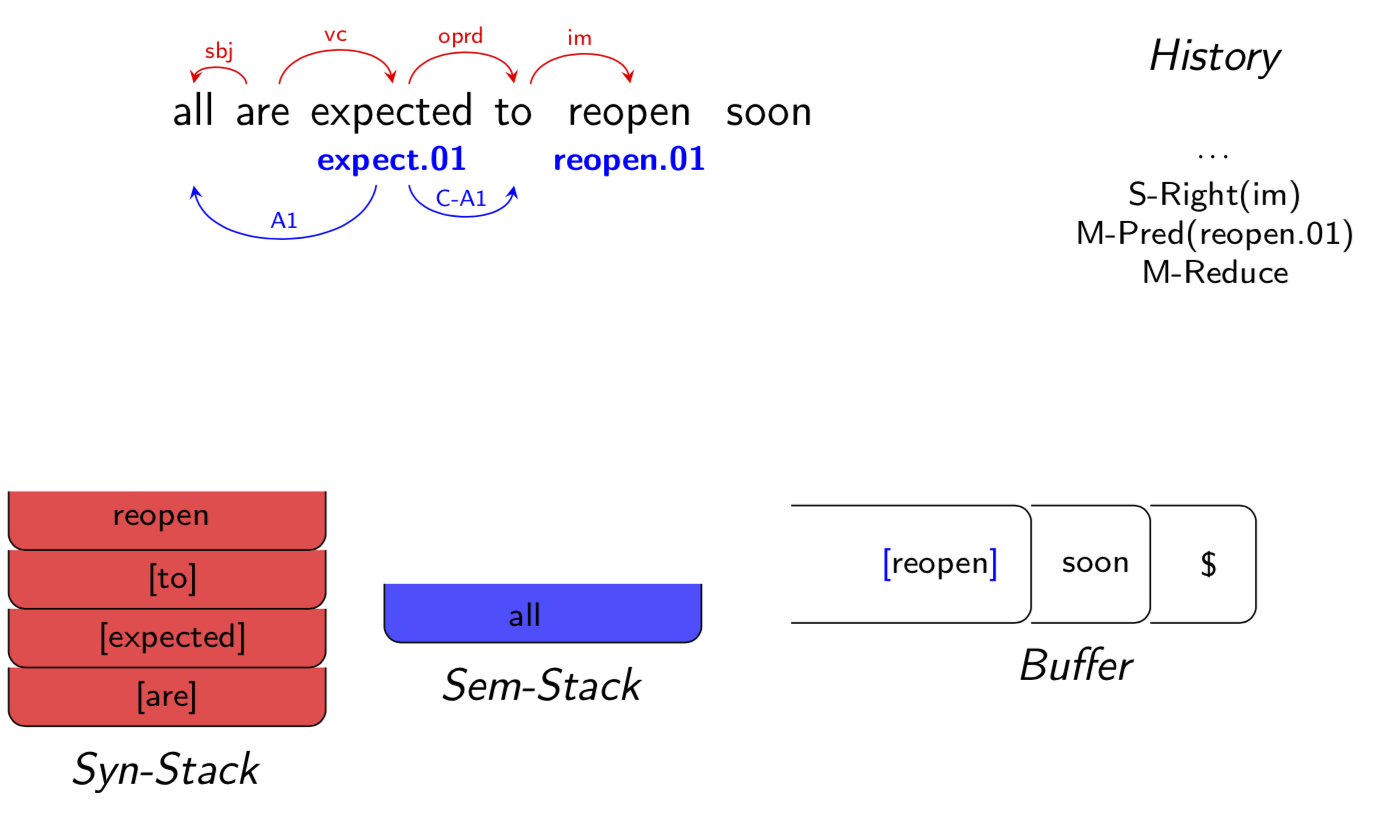 sbj vc oprd im
all are expected to reopen soon
expect.01 reopen.01
A1 C-A1
History
...
S-Right(im)
M-Pred(reopen.01)
M-Reduce
reopen
[to]
[expected]
[are]
Syn-Stack
all
Sem-Stack
[reopen] soon $
Buffer